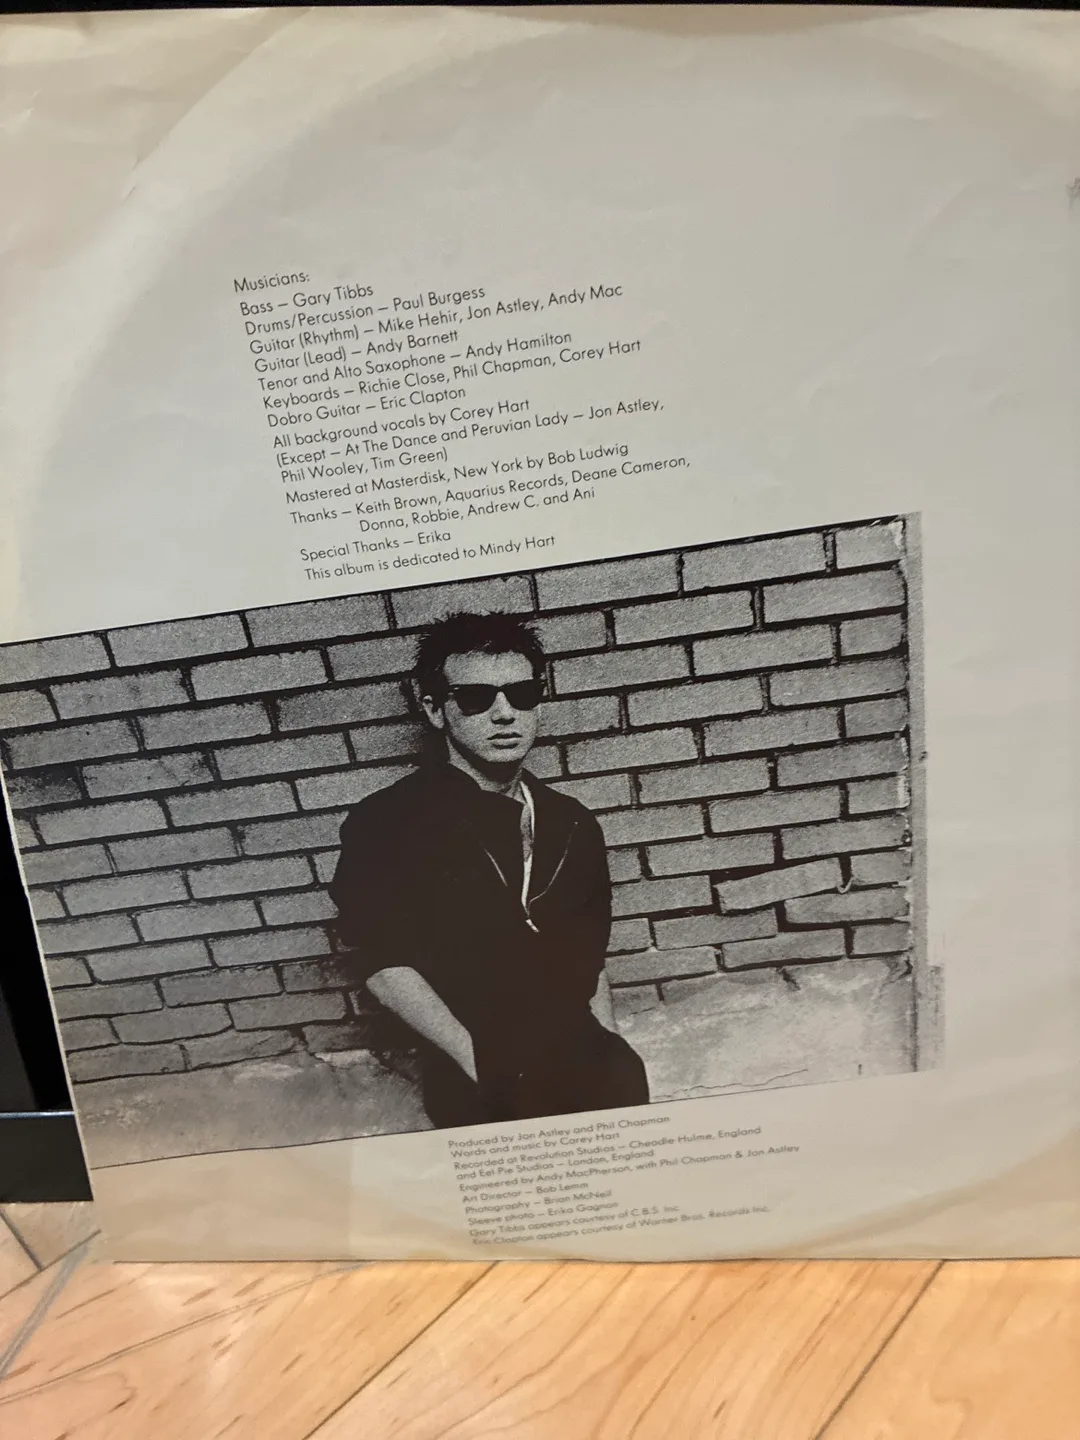 Musicians:
Bass – Gary Tibbs
Drums/Percussion – Paul Burgess
Guitar (Rhythm) – Mike Hehir, Jon Astley, Andy Mac
Guitar (Lead) – Andy Barnett
Tenor and Alto Saxophone – Andy Hamilton
Keyboards – Richie Close, Phil Chapman, Corey Hart
Dobro Guitar – Eric Clapton
All background vocals by Corey Hart
(Except – At The Dance and Peruvian Lady – Jon Astley,
Phil Wooley, Tim Green)
Mastered at Masterdisk, New York by Bob Ludwig
Thanks – Keith Brown, Aquarius Records, Deane Cameron,
Donna, Robbie, Andrew C. and Ani
Special Thanks – Erika
This album is dedicated to Mindy Hart
Produced by Jon Astley and Phil Chapman
Words and music by Corey Hart
Recorded at Revolution Studios – Cheadle Hulme, England
and Eel Pie Studios – London, England
Engineered by Andy MacPherson, with Phil Chapman & Jon Astley
Art Director – Bob Lemm
Photography – Brian McNeil
Sleeve photo – Erika Gagnon
Gary Tibbs appears courtesy of C.B.S. Inc.
Eric Clapton appears courtesy of Warner Bros. Records Inc.